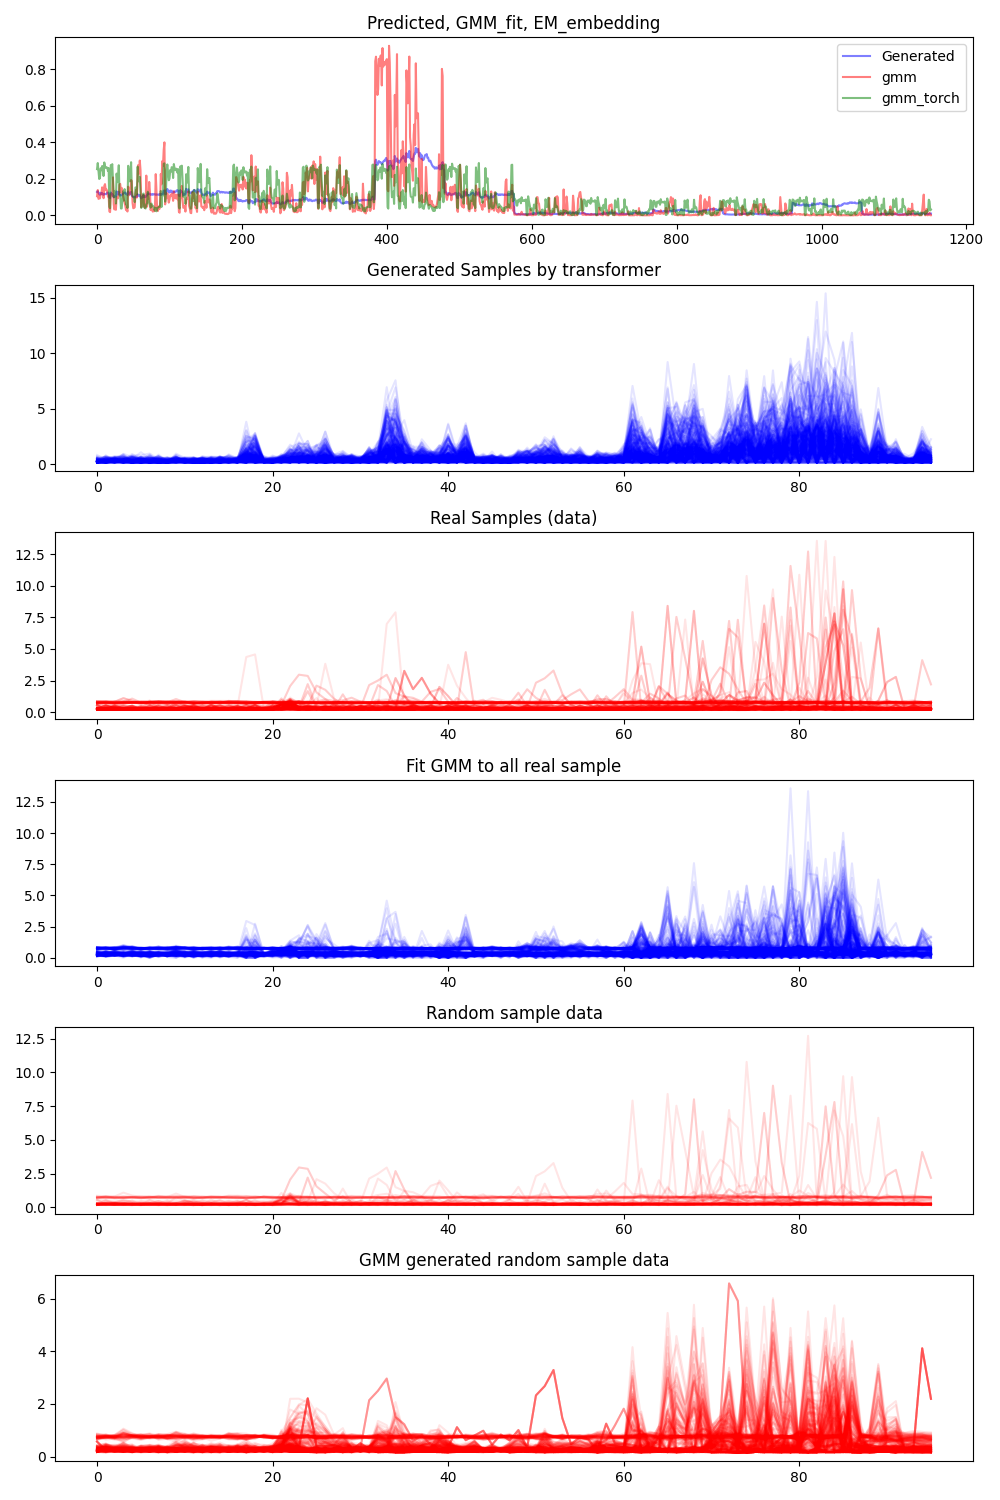 Predicted, GMM_fit, EM_embedding
Generated
gmm
gmm_torch
0.8
0.6
0.4
0.2
0.0
0 200 400 600 800 1000 1200
Generated Samples by transformer
15
10
5
0
0 20 40 60 80
Real Samples (data)
12.5
10.0
7.5
5.0
2.5
0.0
0 20 40 60 80
Fit GMM to all real sample
12.5
10.0
7.5
5.0
2.5
0.0
0 20 40 60 80
Random sample data
12.5
10.0
7.5
5.0
2.5
0.0
0 20 40 60 80
GMM generated random sample data
6
4
2
0
0 20 40 60 80